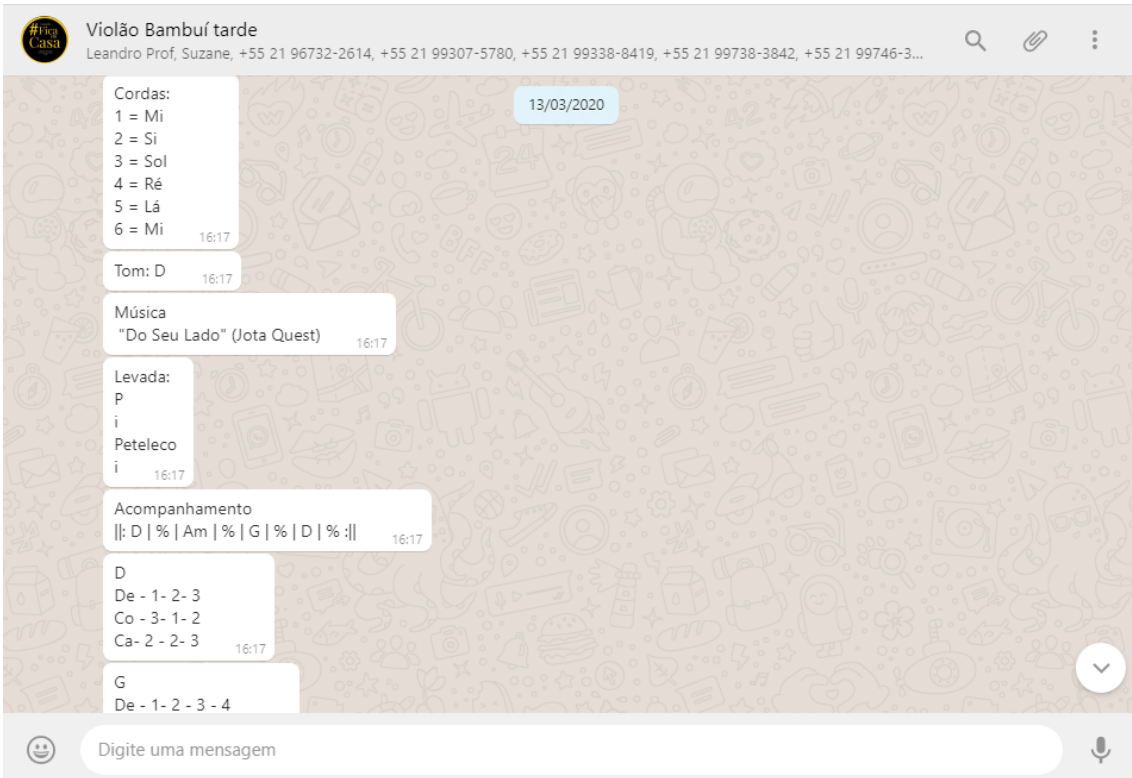 #Fica
em
Casa
Violão Bambuí tarde
Leandro Prof, Suzane, +55 21 96732-2614, +55 21 99307-5780, +55 21 99338-8419, +55 21 99738-3842, +55 21 99746-3...
13/03/2020
Cordas:
1 = Mi
2 = Si
3 = Sol
4 = Ré
5 = Lá
6 = Mi
16:17
Tom: D
16:17
Música
"Do Seu Lado" (Jota Quest)
16:17
Levada:
P
i
Peteleco
i
16:17
Acompanhamento
||: D | % | Am | % | G | % | D | % :||
16:17
D
De - 1- 2- 3
Co - 3- 1- 2
Ca- 2 - 2- 3
16:17
G
De - 1- 2 - 3 - 4
Digite uma mensagem